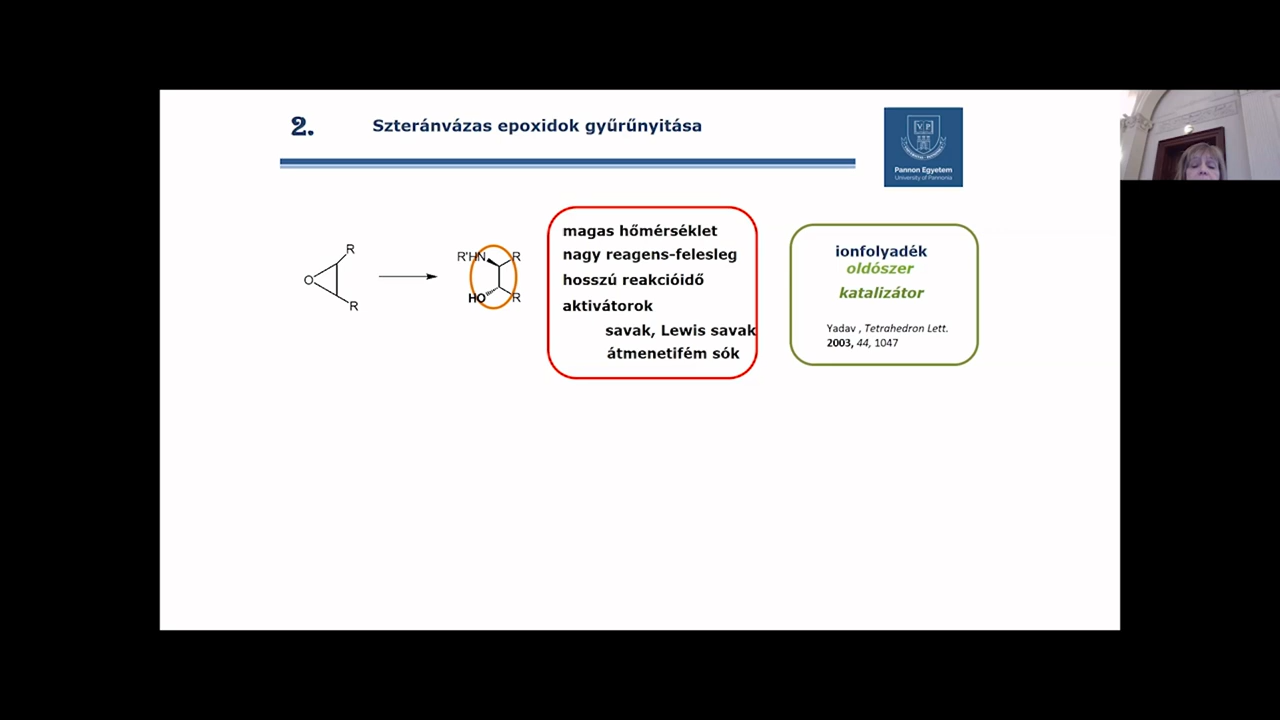 2.
Szteránvázas epoxidok gyűrűnyitása
VP
Pannon Egyetem
University of Pannonia
O
R
R
R'HN
R
HO
R
magas hőmérséklet
nagy reagens-felesleg
hosszú reakcióidő
aktivátorok
savak, Lewis savak
átmenetifém sók
ionfolyadék
oldószer
katalizátor
Yadav , Tetrahedron Lett.
2003, 44, 1047